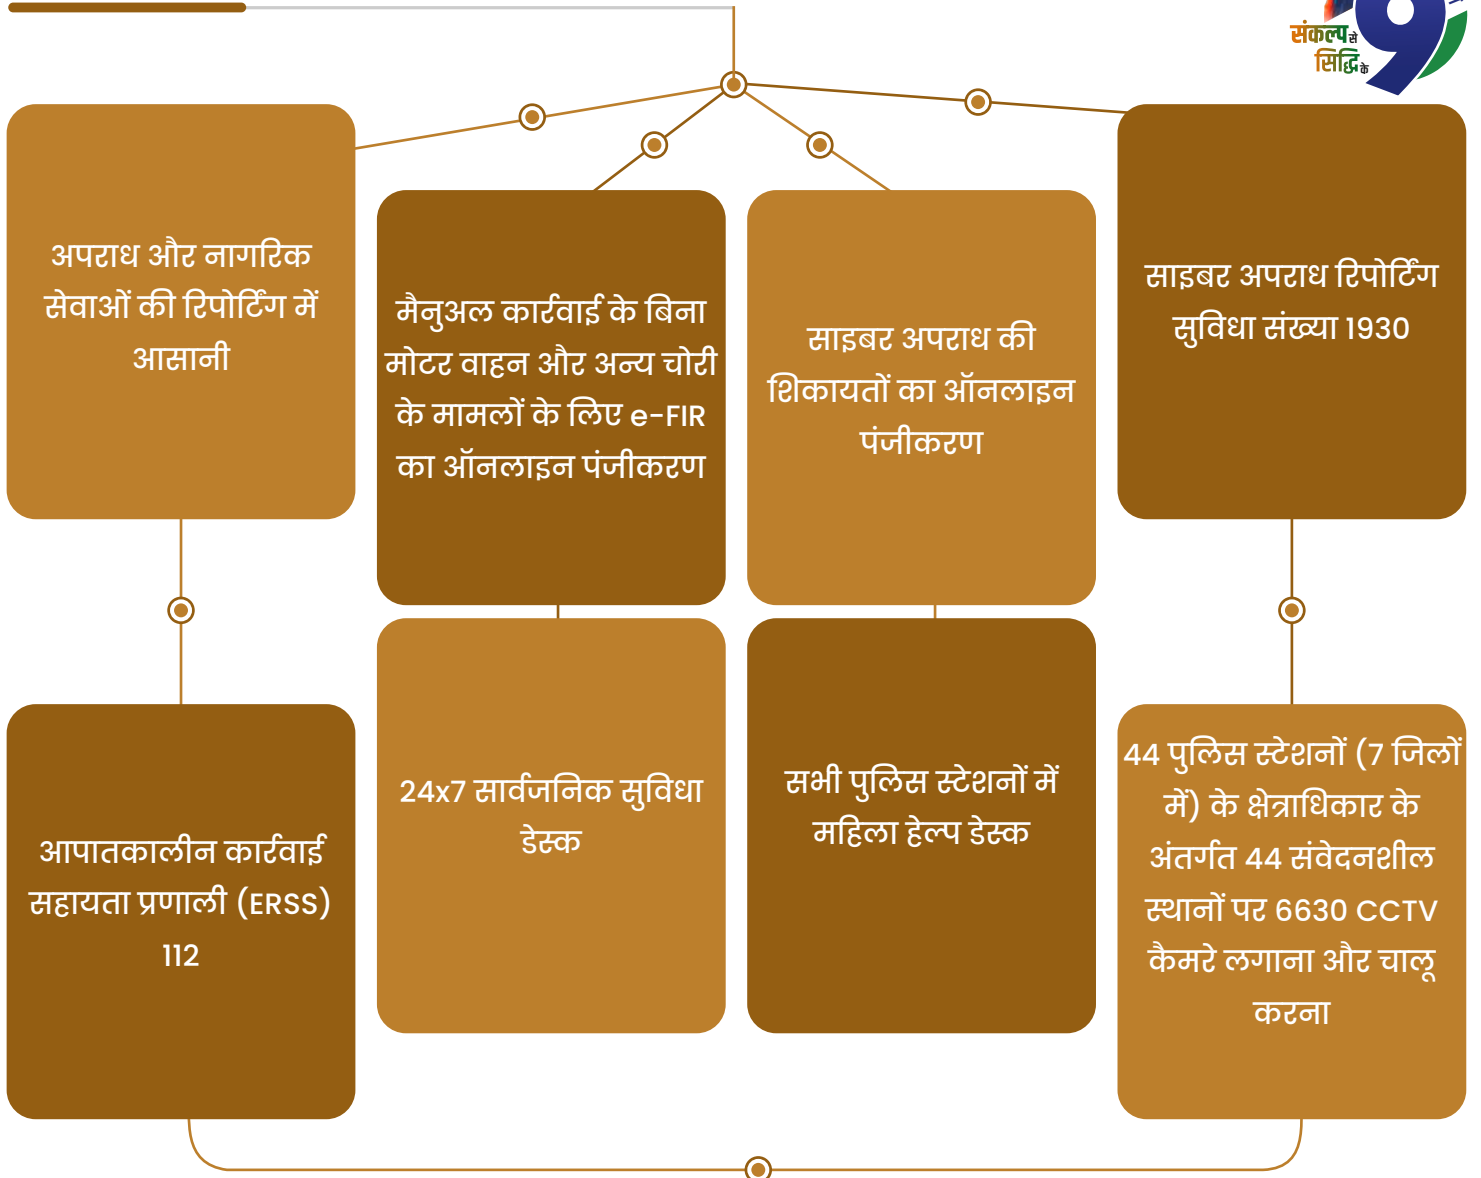 संकल्प से
सिद्धि के
9
अपराध और नागरिक
सेवाओं की रिपोर्टिंग में
आसानी
मैनुअल कार्रवाई के बिना
मोटर वाहन और अन्य चोरी
के मामलों के लिए e-FIR
का ऑनलाइन पंजीकरण
साइबर अपराध की
शिकायतों का ऑनलाइन
पंजीकरण
साइबर अपराध रिपोर्टिंग
सुविधा संख्या 1930
आपातकालीन कार्रवाई
सहायता प्रणाली (ERSS)
112
24x7 सार्वजनिक सुविधा
डेस्क
सभी पुलिस स्टेशनों में
महिला हेल्प डेस्क
44 पुलिस स्टेशनों (7 जिलों
में) के क्षेत्राधिकार के
अंतर्गत 44 संवेदनशील
स्थानों पर 6630 CCTV
कैमरे लगाना और चालू
करना